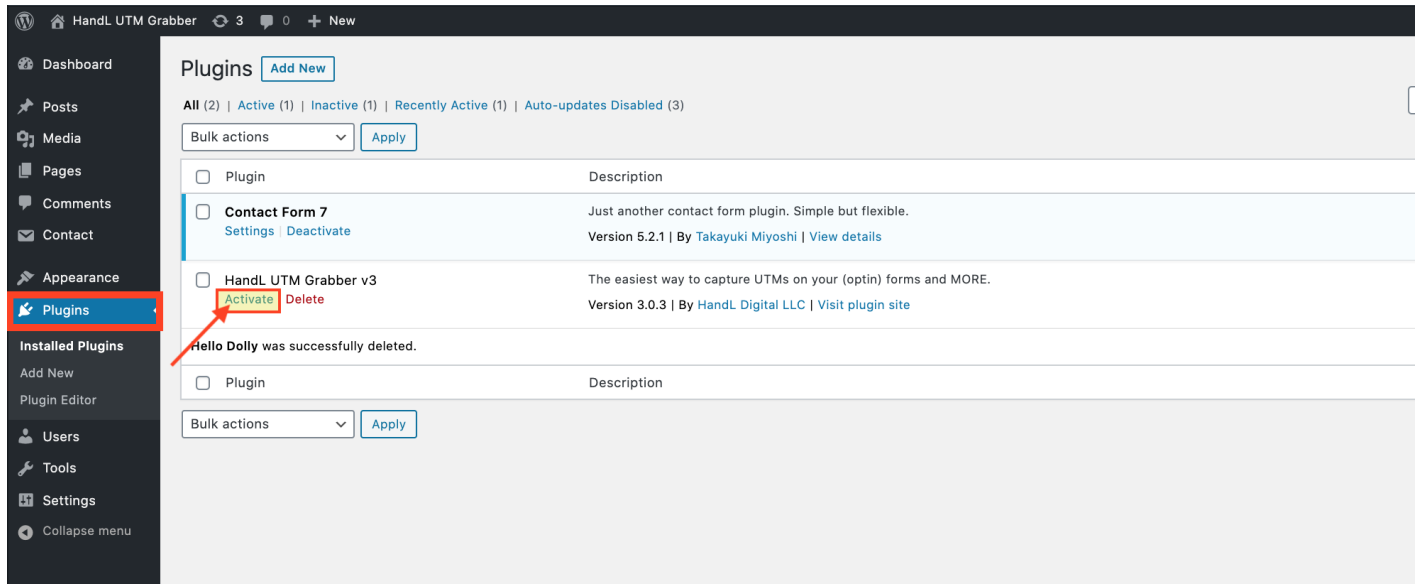 HandL UTM Grabber 3 0 New
Dashboard
Posts
Media
Pages
Comments
Contact
Appearance
Plugins
Installed Plugins
Add New
Plugin Editor
Users
Tools
Settings
Collapse menu
Plugins Add New
All (2) | Active (1) | Inactive (1) | Recently Active (1) | Auto-updates Disabled (3)
Bulk actions Apply
Plugin Description
Contact Form 7 Just another contact form plugin. Simple but flexible.
Settings | Deactivate Version 5.2.1 | By Takayuki Miyoshi | View details
HandL UTM Grabber v3 The easiest way to capture UTMs on your (optin) forms and MORE.
Activate Delete Version 3.0.3 | By HandL Digital LLC | Visit plugin site
Hello Dolly was successfully deleted.
Plugin Description
Bulk actions Apply